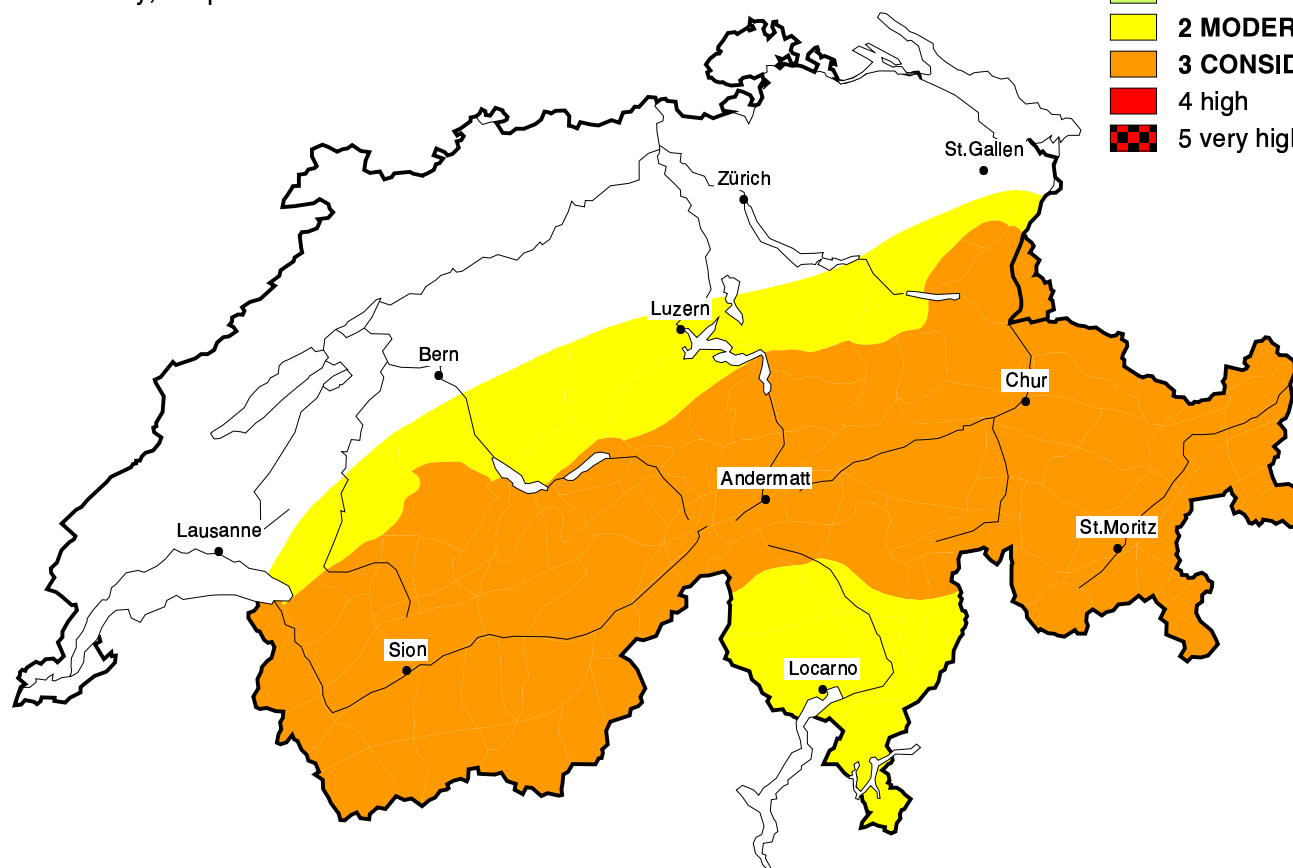 2 MODER
3 CONSID
4 high
5 very high
St.Gallen
Zürich
Luzern
Bern
Chur
Andermatt
Lausanne
St.Moritz
Sion
Locarno